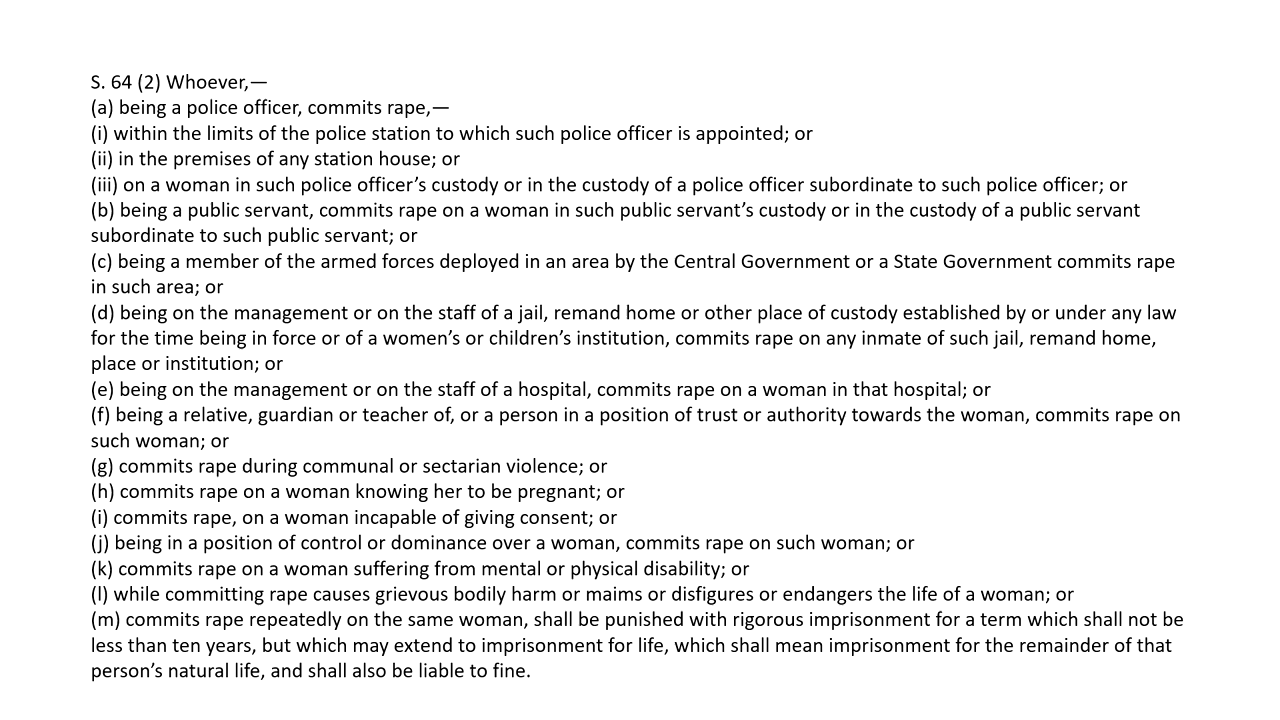 S. 64 (2) Whoever,—
(a) being a police officer, commits rape,—
(i) within the limits of the police station to which such police officer is appointed; or
(ii) in the premises of any station house; or
(iii) on a woman in such police officer’s custody or in the custody of a police officer subordinate to such police officer; or
(b) being a public servant, commits rape on a woman in such public servant’s custody or in the custody of a public servant
subordinate to such public servant; or
(c) being a member of the armed forces deployed in an area by the Central Government or a State Government commits rape
in such area; or
(d) being on the management or on the staff of a jail, remand home or other place of custody established by or under any law
for the time being in force or of a women’s or children’s institution, commits rape on any inmate of such jail, remand home,
place or institution; or
(e) being on the management or on the staff of a hospital, commits rape on a woman in that hospital; or
(f) being a relative, guardian or teacher of, or a person in a position of trust or authority towards the woman, commits rape on
such woman; or
(g) commits rape during communal or sectarian violence; or
(h) commits rape on a woman knowing her to be pregnant; or
(i) commits rape, on a woman incapable of giving consent; or
(j) being in a position of control or dominance over a woman, commits rape on such woman; or
(k) commits rape on a woman suffering from mental or physical disability; or
(l) while committing rape causes grievous bodily harm or maims or disfigures or endangers the life of a woman; or
(m) commits rape repeatedly on the same woman, shall be punished with rigorous imprisonment for a term which shall not be
less than ten years, but which may extend to imprisonment for life, which shall mean imprisonment for the remainder of that
person’s natural life, and shall also be liable to fine.